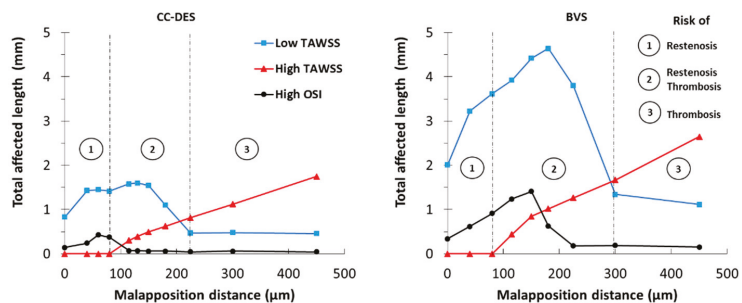 CC-DES
5
4
3
2
1
0
Total affected length (mm)
Low TAWSS
High TAWSS
High OSI
1
2
3
0
100
200
300
400
500
Malapposition distance (µm)
BVS
5
4
3
2
1
0
Total affected length (mm)
Risk of
1 Restenosis
2 Restenosis
Thrombosis
3 Thrombosis
1
2
3
0
100
200
300
400
500
Malapposition distance (µm)